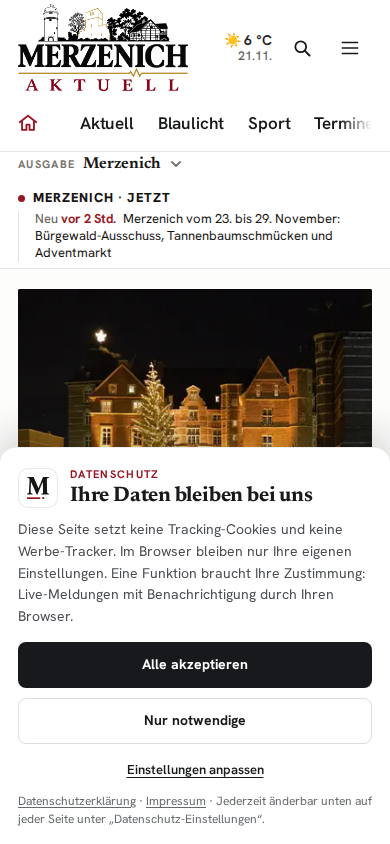 MERZENICH
AKTUELL
☀️ 6 °C
21.11.
Aktuell Blaulicht Sport Termine
AUSGABE Merzenich
MERZENICH · JETZT
Neu vor 2 Std. Merzenich vom 23. bis 29. November:
Bürgewald-Ausschuss, Tannenbaumschmücken und
Adventmarkt
M
DATENSCHUTZ
Ihre Daten bleiben bei uns
Diese Seite setzt keine Tracking-Cookies und keine
Werbe-Tracker. Im Browser bleiben nur Ihre eigenen
Einstellungen. Eine Funktion braucht Ihre Zustimmung:
Live-Meldungen mit Benachrichtigung durch Ihren
Browser.
Alle akzeptieren
Nur notwendige
Einstellungen anpassen
Datenschutzerklärung · Impressum · Jederzeit änderbar unten auf
jeder Seite unter „Datenschutz-Einstellungen“.